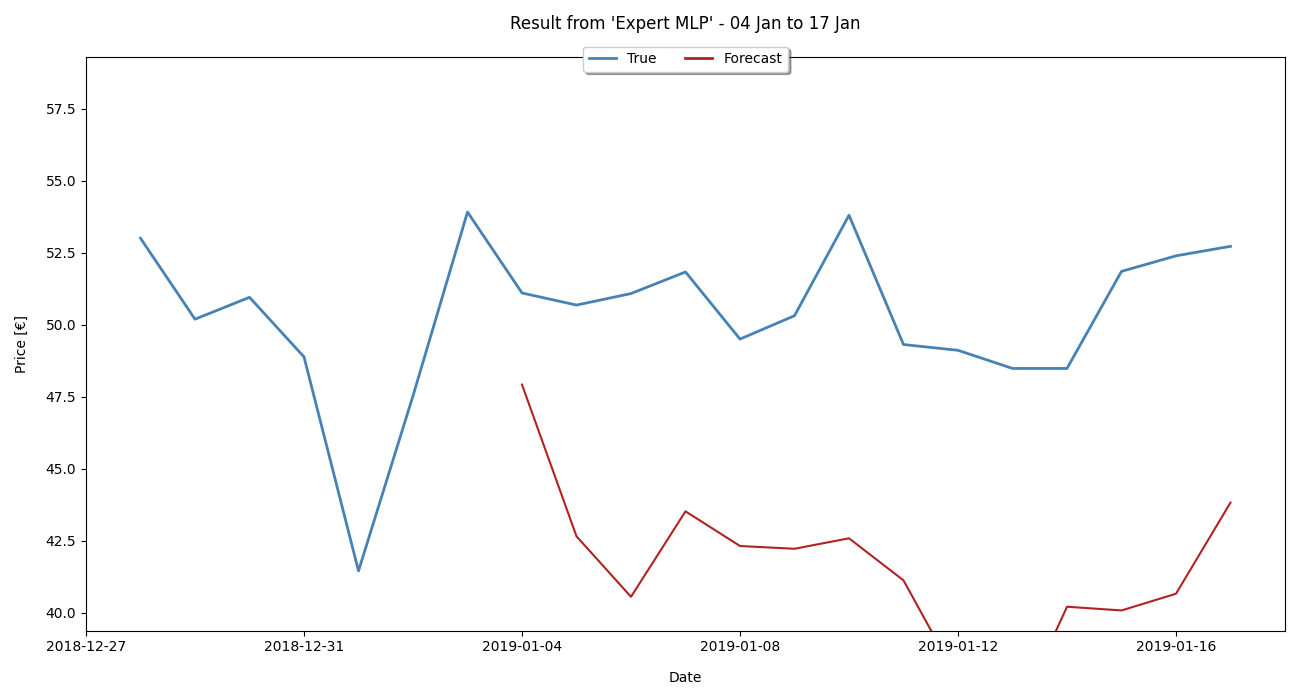 Result from 'Expert MLP' - 04 Jan to 17 Jan
True
Forecast
57.5
55.0
52.5
50.0
47.5
45.0
42.5
40.0
Price [€]
2018-12-27
2018-12-31
2019-01-04
2019-01-08
2019-01-12
2019-01-16
Date